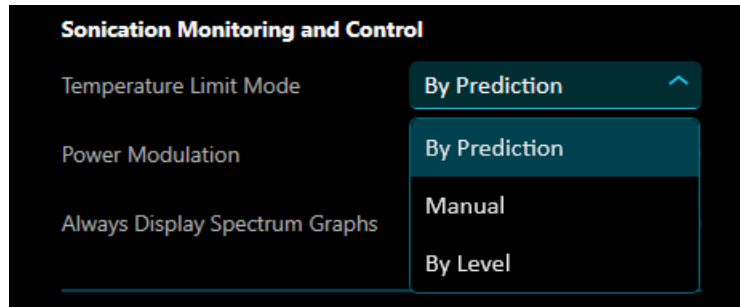 Sonication Monitoring and Control
Temperature Limit Mode
By Prediction
Power Modulation
By Prediction
Manual
Always Display Spectrum Graphs
By Level